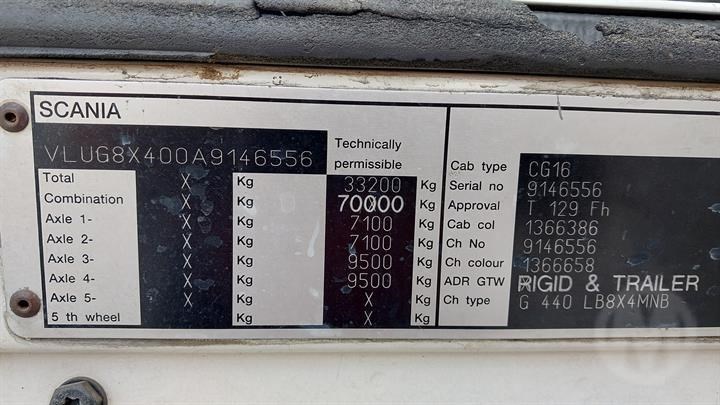 SCANIA
VLUG8X400A9146556
Technically
permissible
Total X Kg 33200 Kg
Combination X Kg 70000 Kg
Axle 1- X Kg 7100 Kg
Axle 2- X Kg 7100 Kg
Axle 3- X Kg 9500 Kg
Axle 4- X Kg 9500 Kg
Axle 5- X Kg X Kg
5 th wheel X Kg X Kg
Cab type CG16
Serial no 9146556
Approval T 129 Fh
Cab col 1366386
Ch No 9146556
Ch colour 1366658
ADR GTW RIGID & TRAILER
Ch type G 440 LB8X4MNB